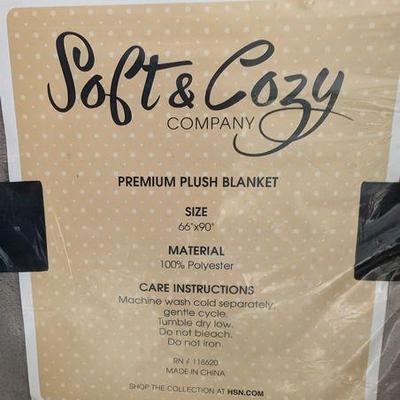 Soft & Cozy
COMPANY
PREMIUM PLUSH BLANKET
SIZE
66"x90"
MATERIAL
100% Polyester
CARE INSTRUCTIONS
Machine wash cold separately,
gentle cycle.
Tumble dry low.
Do not bleach.
Do not iron.
RN # 116620
MADE IN CHINA
SHOP THE COLLECTION AT HSN.COM